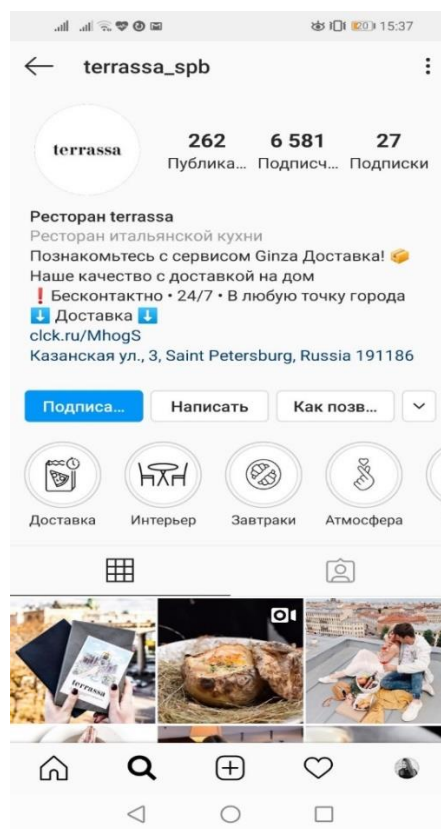 20 15:37
terrassa_spb
terrassa
262 6 581 27
Публика... Подписч... Подписки
Ресторан terrassa
Ресторан итальянской кухни
Познакомьтесь с сервисом Ginza Доставка!
Наше качество с доставкой на дом
❗ Бесконтактно • 24/7 • В любую точку города
⬇ Доставка ⬇
clck.ru/MhogS
Казанская ул., 3, Saint Petersburg, Russia 191186
Подписа... Написать Как позв...
Доставка Интерьер Завтраки Атмосфера
terrassa